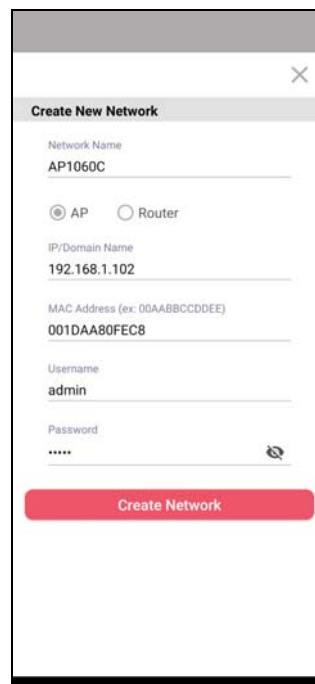 Create New Network
Network Name
AP1060C
AP Router
IP/Domain Name
192.168.1.102
MAC Address (ex: 00AABBCCDDEE)
001DAA80FEC8
Username
admin
Password
•••••
Create Network